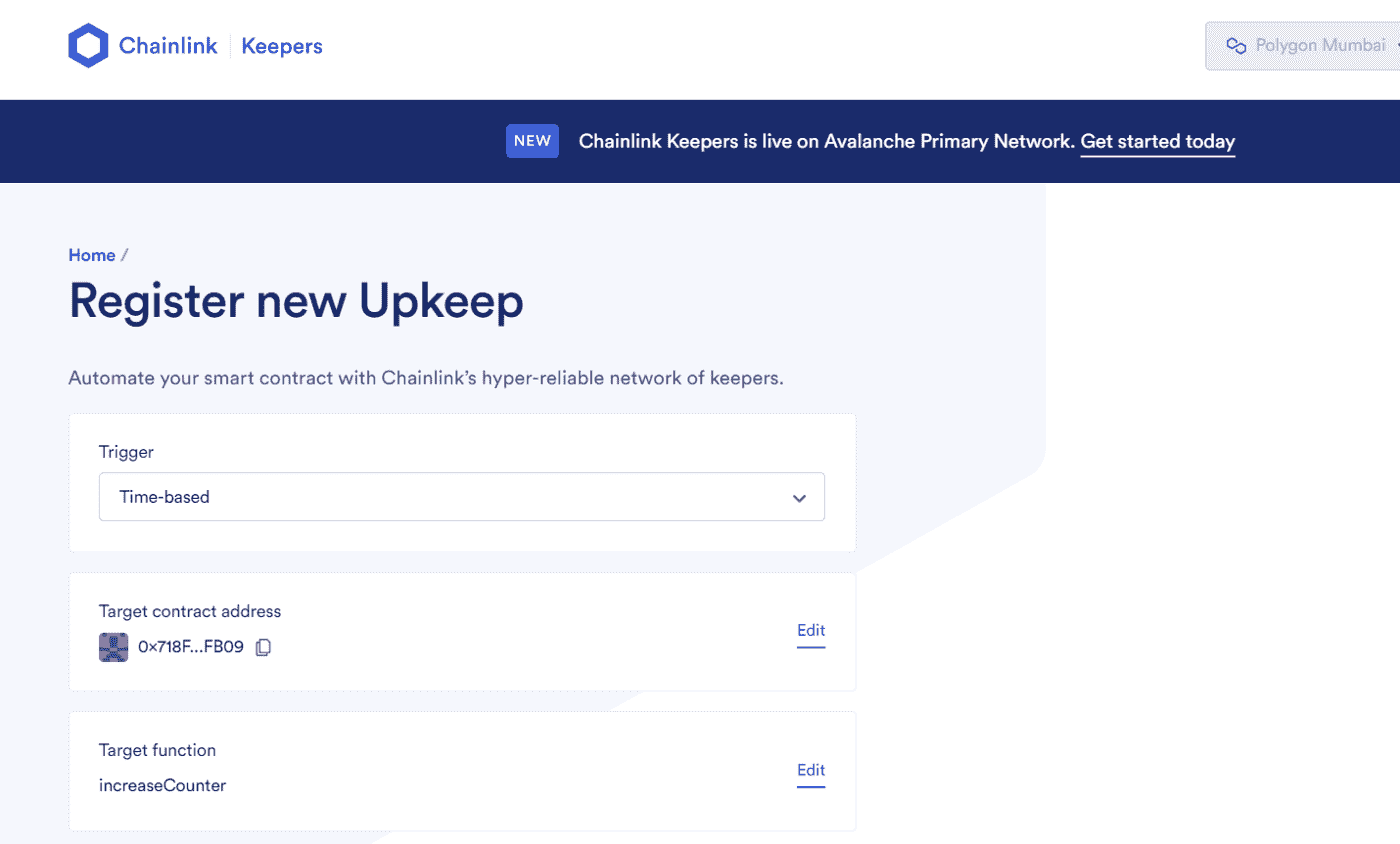 Chainlink Keepers
Polygon Mumbai
NEW Chainlink Keepers is live on Avalanche Primary Network. Get started today
Home /
Register new Upkeep
Automate your smart contract with Chainlink’s hyper-reliable network of keepers.
Trigger
Time-based
Target contract address
0×718F...FB09
Edit
Target function
increaseCounter
Edit